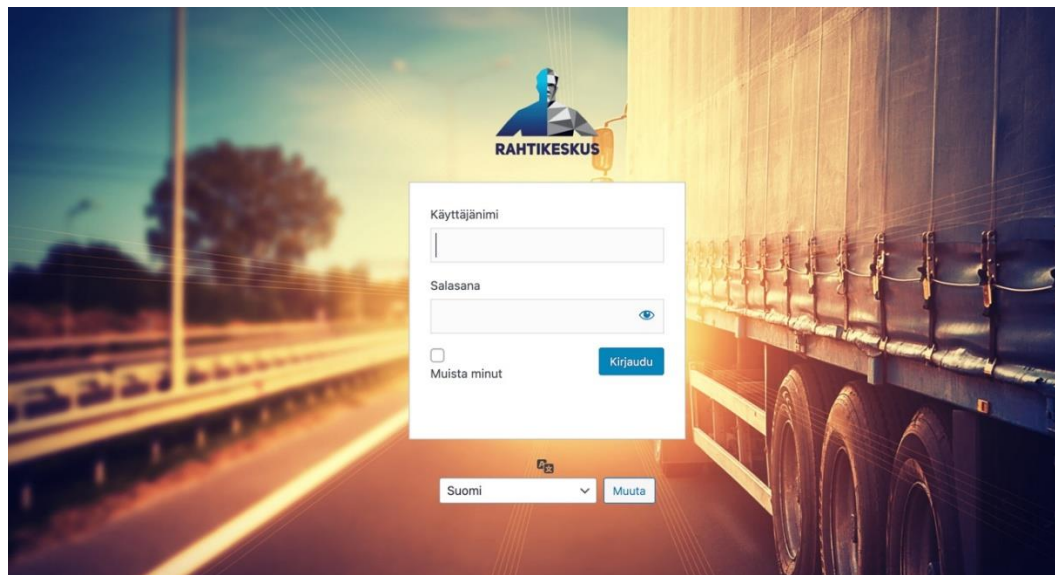 RAHTIKESKUS
Käyttäjänimi
Salasana
Muista minut
Kirjaudu
Suomi
Muuta